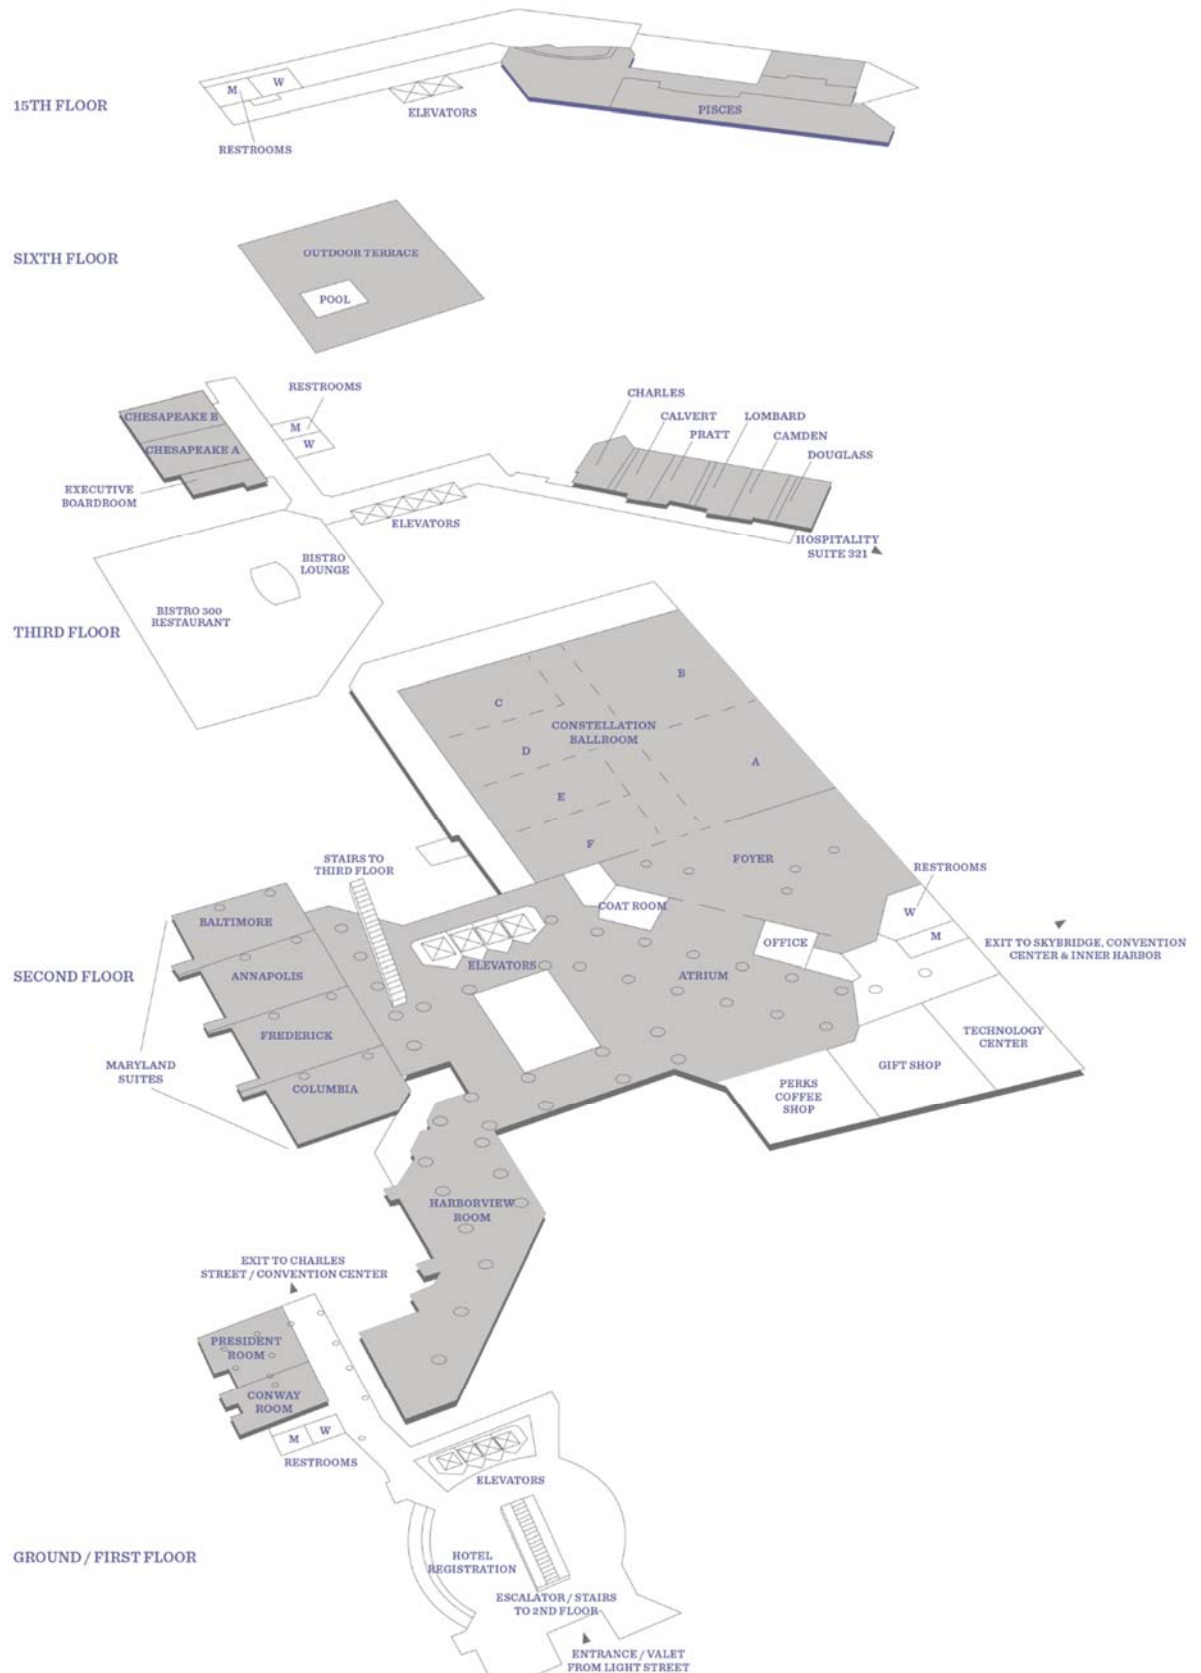 15TH FLOOR
M
W
RESTROOMS
ELEVATORS
PISCES
SIXTH FLOOR
OUTDOOR TERRACE
POOL
CHESAPEAKE B
CHESAPEAKE A
EXECUTIVE
BOARDROOM
RESTROOMS
M
W
ELEVATORS
CHARLES
CALVERT
PRATT
LOMBARD
CAMDEN
DOUGLASS
HOSPITALITY
SUITE 321
BISTRO
LOUNGE
BISTRO 300
RESTAURANT
THIRD FLOOR
B
C
CONSTELLATION
BALLROOM
D
A
E
F
FOYER
STAIRS TO
THIRD FLOOR
RESTROOMS
COAT ROOM
W
M
BALTIMORE
OFFICE
EXIT TO SKYBRIDGE, CONVENTION
CENTER & INNER HARBOR
ELEVATORS
ATRIUM
SECOND FLOOR
ANNAPOLIS
FREDERICK
TECHNOLOGY
CENTER
MARYLAND
SUITES
GIFT SHOP
COLUMBIA
PERKS
COFFEE
SHOP
HARBORVIEW
ROOM
EXIT TO CHARLES
STREET / CONVENTION CENTER
PRESIDENT
ROOM
CONWAY
ROOM
M
W
RESTROOMS
ELEVATORS
GROUND / FIRST FLOOR
HOTEL
REGISTRATION
ESCALATOR / STAIRS
TO 2ND FLOOR
ENTRANCE / VALET
FROM LIGHT STREET